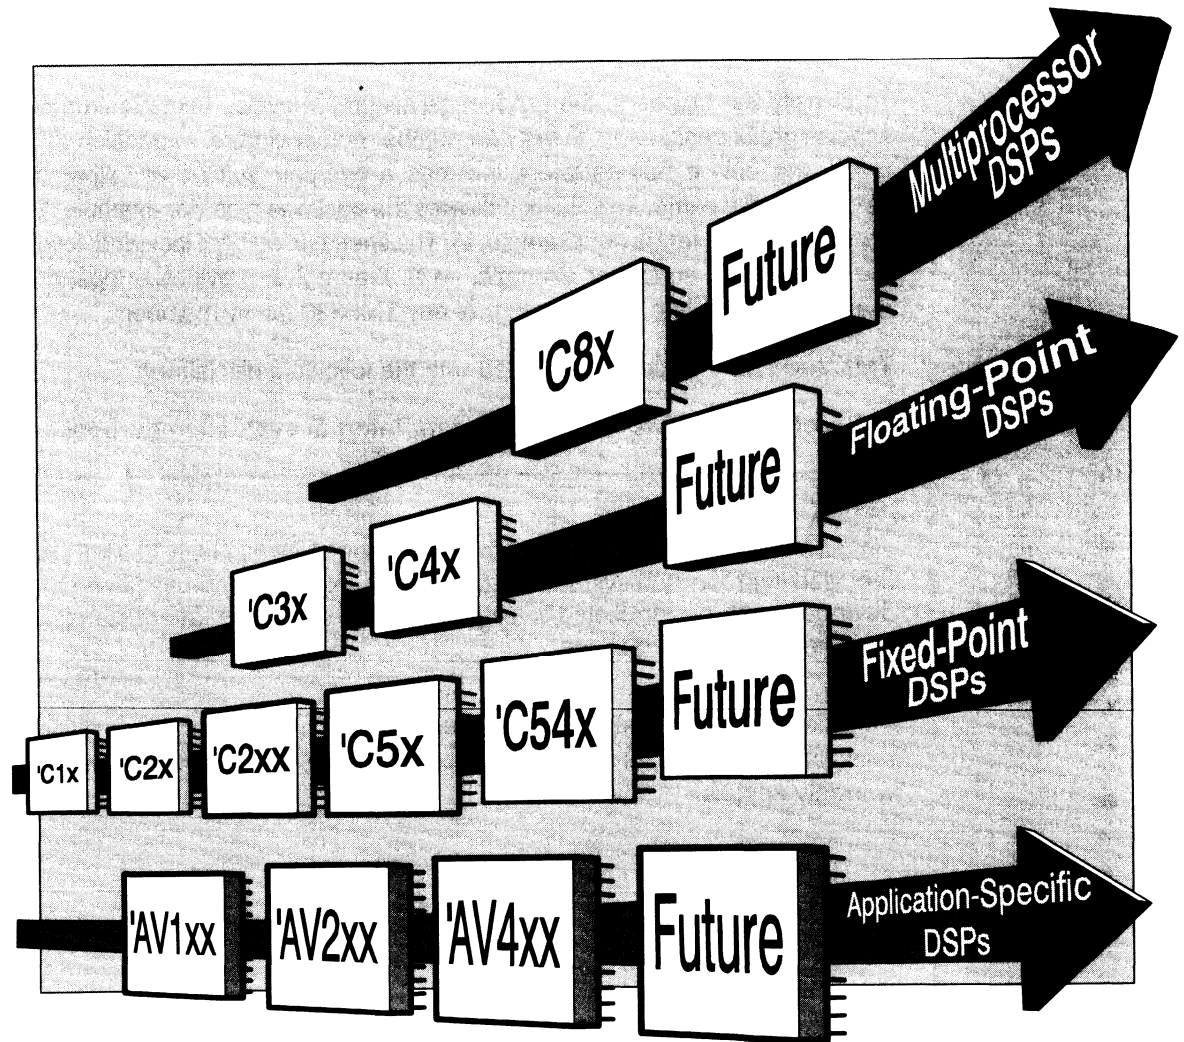 Multiprocessor
DSPs
Future
'C8x
Floating-Point
DSPs
Future
'C4x
'C3x
Fixed-Point
DSPs
Future
'C54x
'C5x
'C2xx
'C2x
'C1x
'AV1xx
'AV2xx
'AV4xx
Future
Application-Specific
DSPs